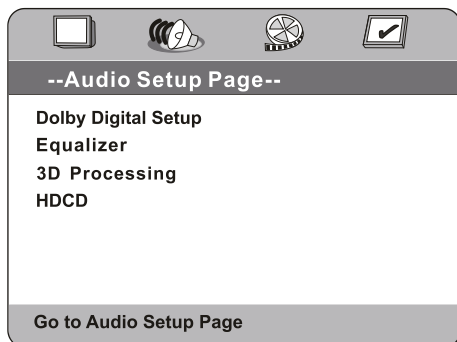 --Audio Setup Page--
Dolby Digital Setup
Equalizer
3D Processing
HDCD
Go to Audio Setup Page